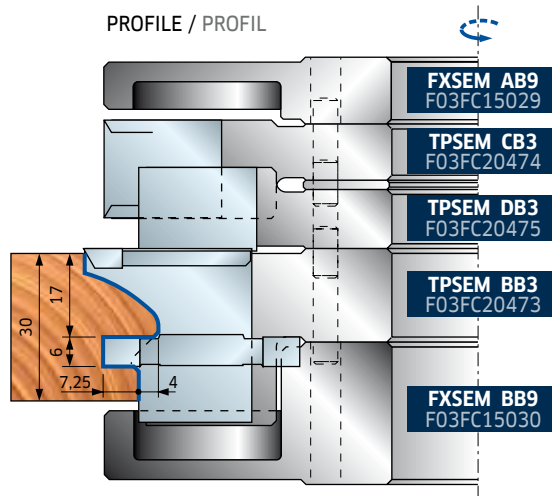 PROFILE / PROFIL
FXSEM AB9
F03FC15029
TPSEM CB3
F03FC20474
TPSEM DB3
F03FC20475
TPSEM BB3
F03FC20473
17
30
6
7,25
4
FXSEM BB9
F03FC15030